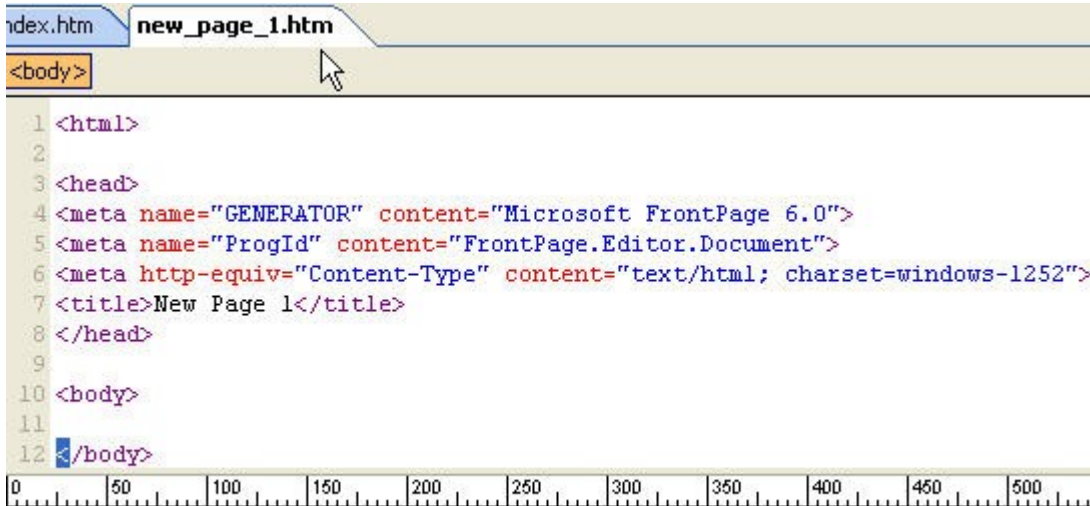 ndex.htm new_page_1.htm
<body>
1 <html>
2
3 <head>
4 <meta name="GENERATOR" content="Microsoft FrontPage 6.0">
5 <meta name="ProgId" content="FrontPage.Editor.Document">
6 <meta http-equiv="Content-Type" content="text/html; charset=windows-1252">
7 <title>New Page 1</title>
8 </head>
9
10 <body>
11
12 </body>
0 50 100 150 200 250 300 350 400 450 500